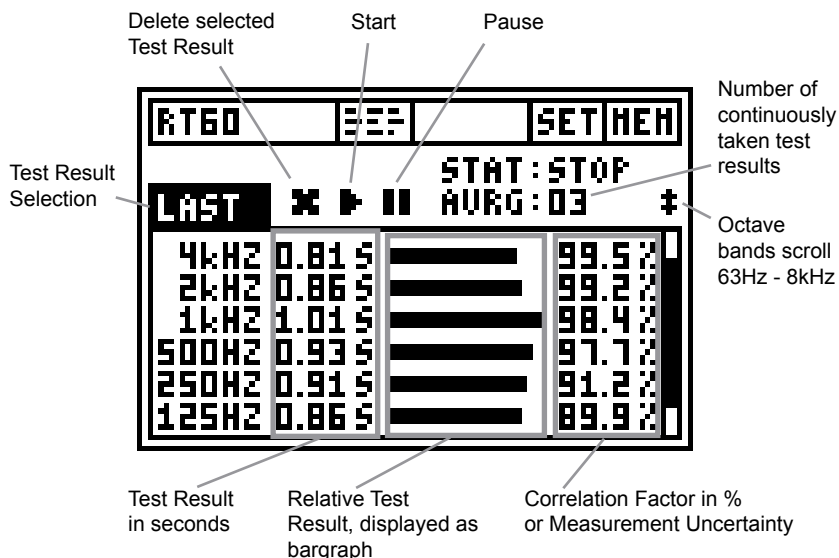 Delete selected
Test Result
Start
Pause
Number of
continuously
taken test
results
RT60
SET
MEM
Test Result
Selection
STAT:STOP
LAST
AVRG:03
Octave
bands scroll
63Hz - 8kHz
4kHZ 0.81 S 99.5%
2kHZ 0.86 S 99.2%
1kHZ 1.01 S 98.4%
500HZ 0.93 S 97.7%
250HZ 0.91 S 91.2%
125HZ 0.86 S 89.9%
Test Result
in seconds
Relative Test
Result, displayed as
bargraph
Correlation Factor in %
or Measurement Uncertainty